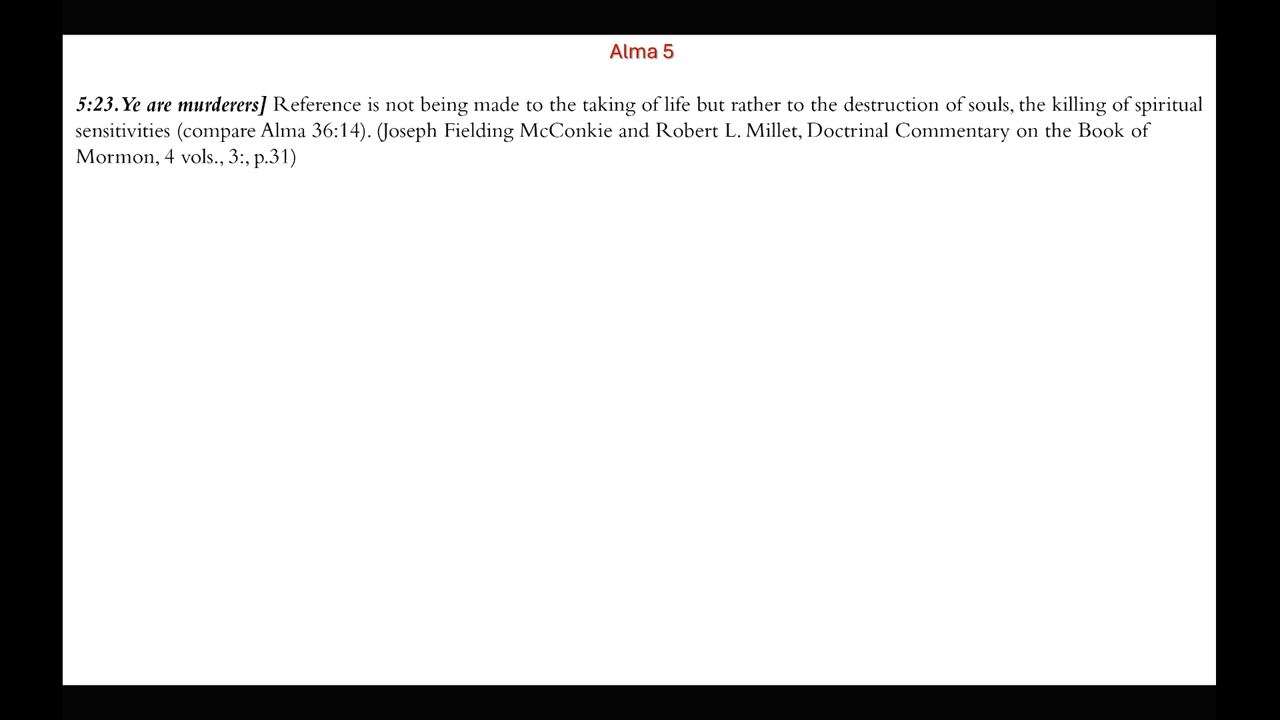 Alma 5
5:23. Ye are murderers] Reference is not being made to the taking of life but rather to the destruction of souls, the killing of spiritual
sensitivities (compare Alma 36:14). (Joseph Fielding McConkie and Robert L. Millet, Doctrinal Commentary on the Book of
Mormon, 4 vols., 3:, p.31)